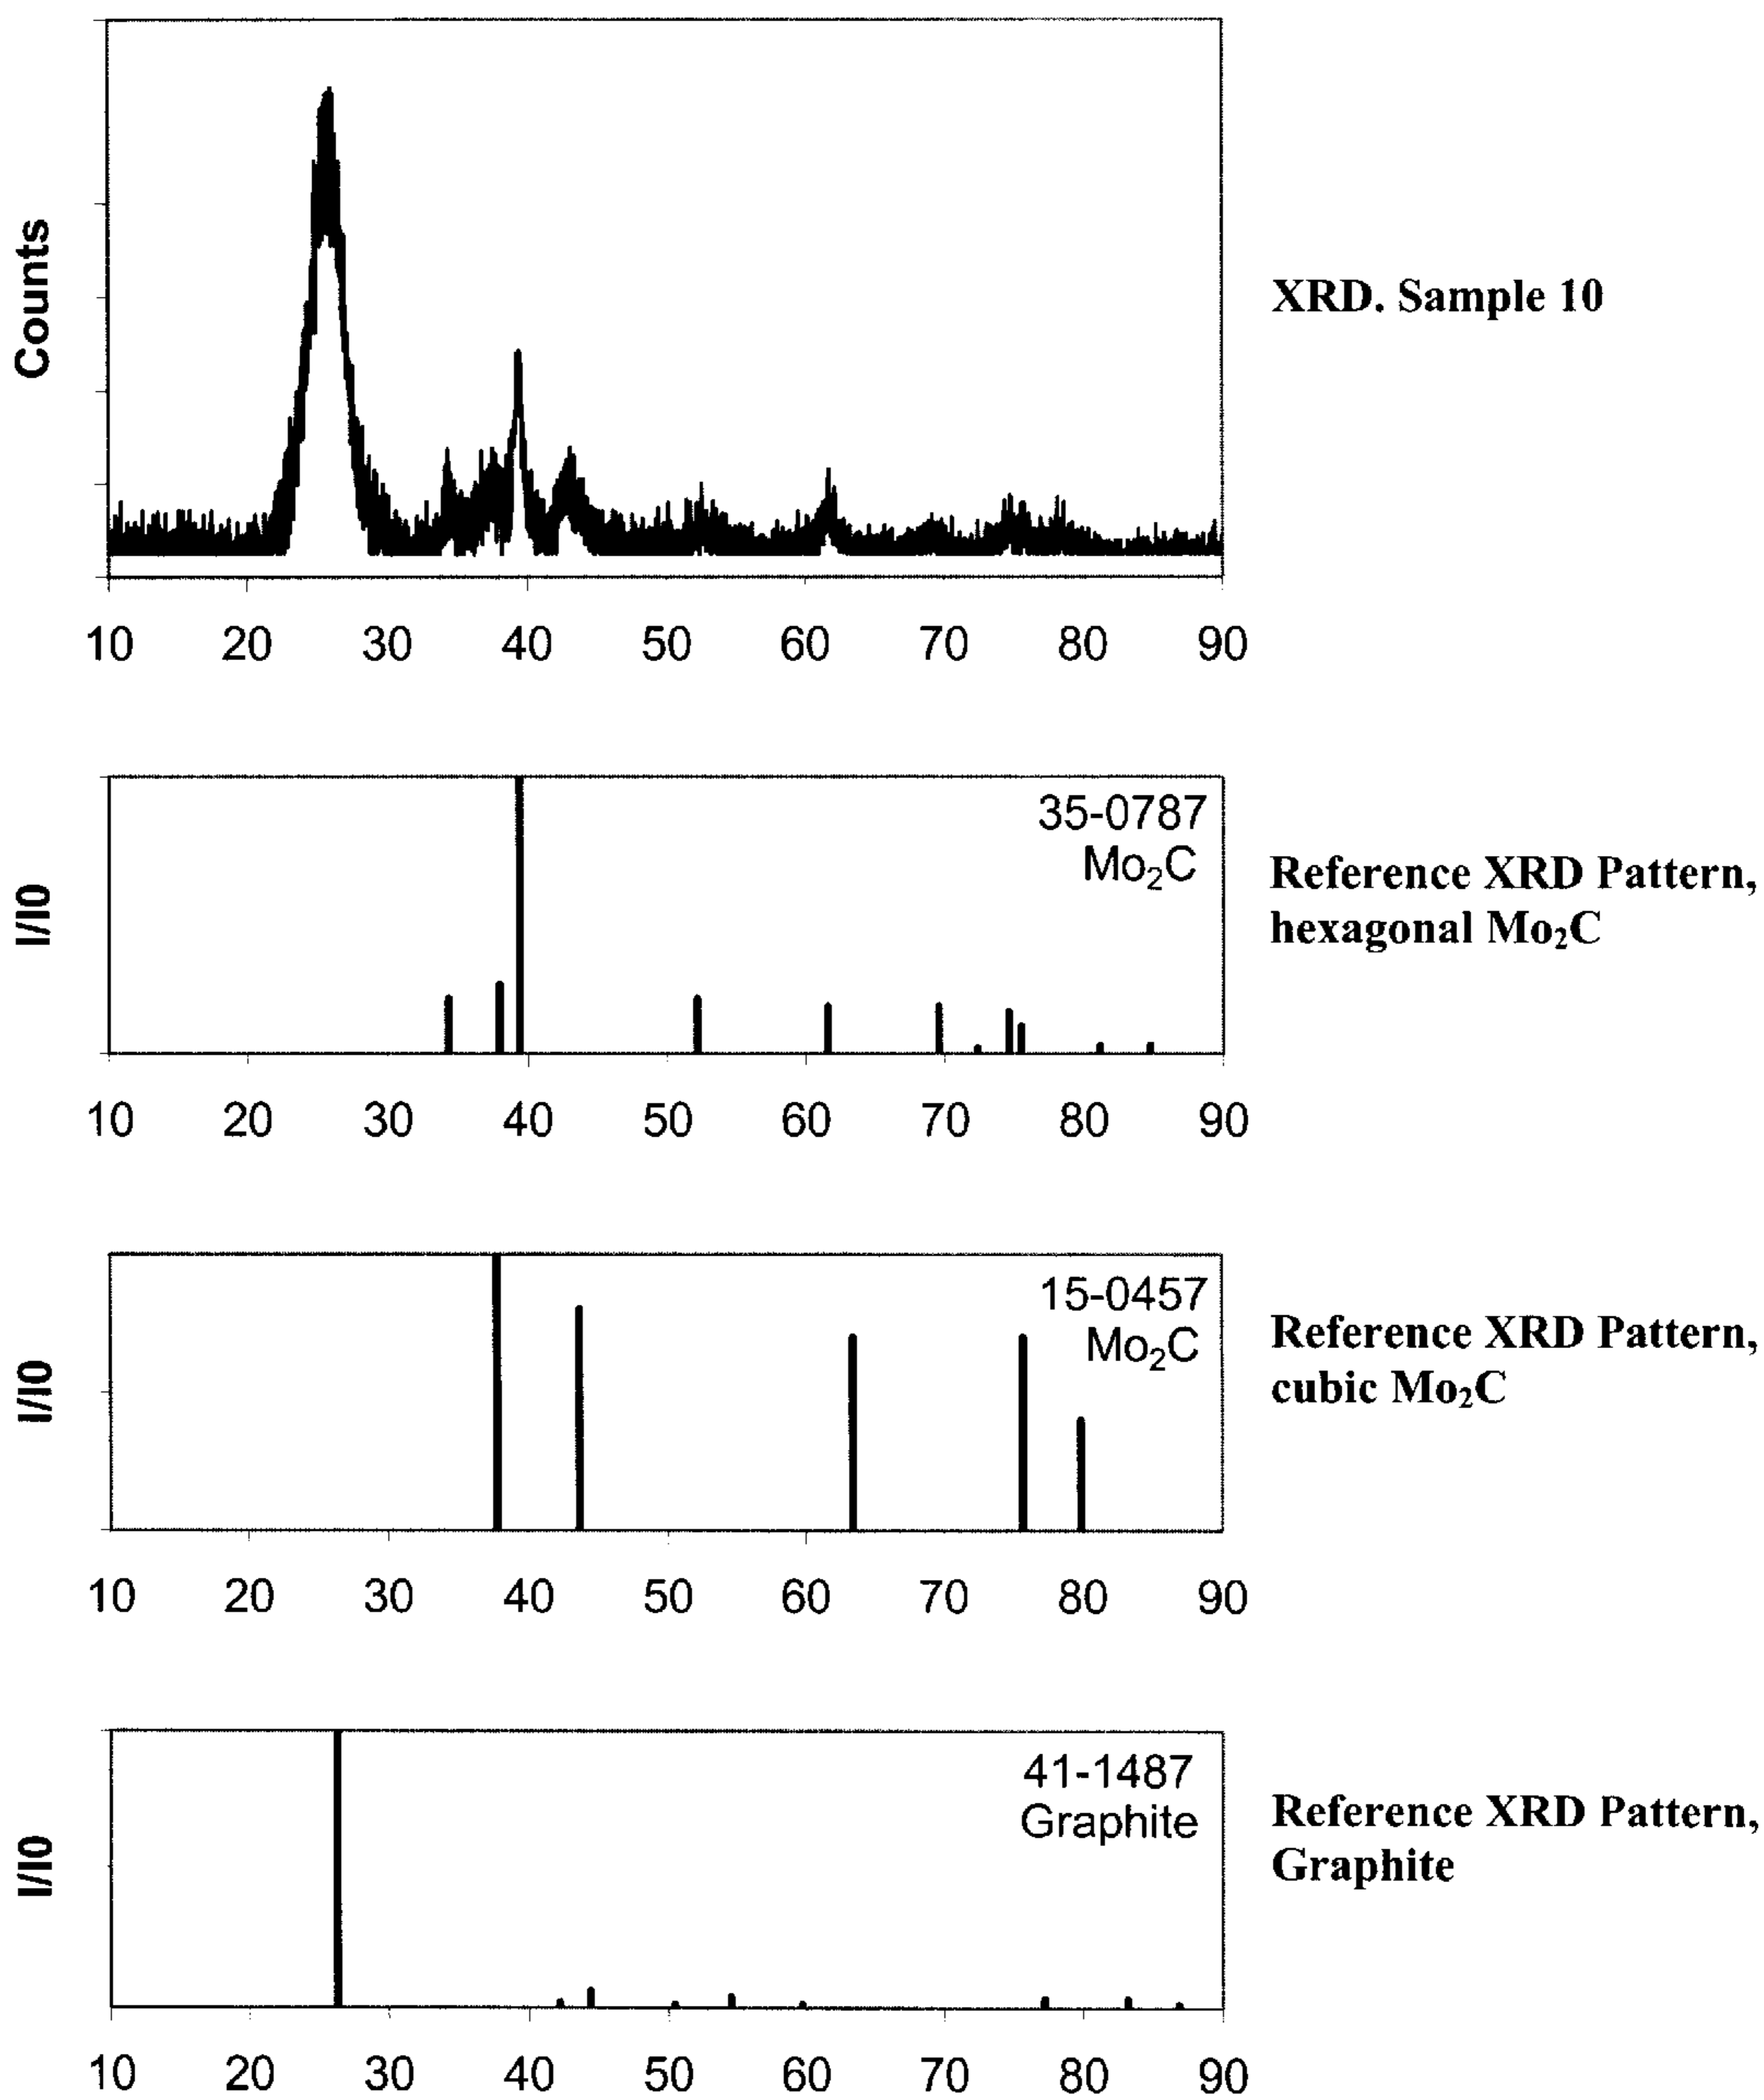 Counts
XRD. Sample 10
10 20 30 40 50 60 70 80 90
I/I0
35-0787
Mo₂C
Reference XRD Pattern,
hexagonal Mo₂C
10 20 30 40 50 60 70 80 90
I/I0
15-0457
Mo₂C
Reference XRD Pattern,
cubic Mo₂C
10 20 30 40 50 60 70 80 90
I/I0
41-1487
Graphite
Reference XRD Pattern,
Graphite
10 20 30 40 50 60 70 80 90